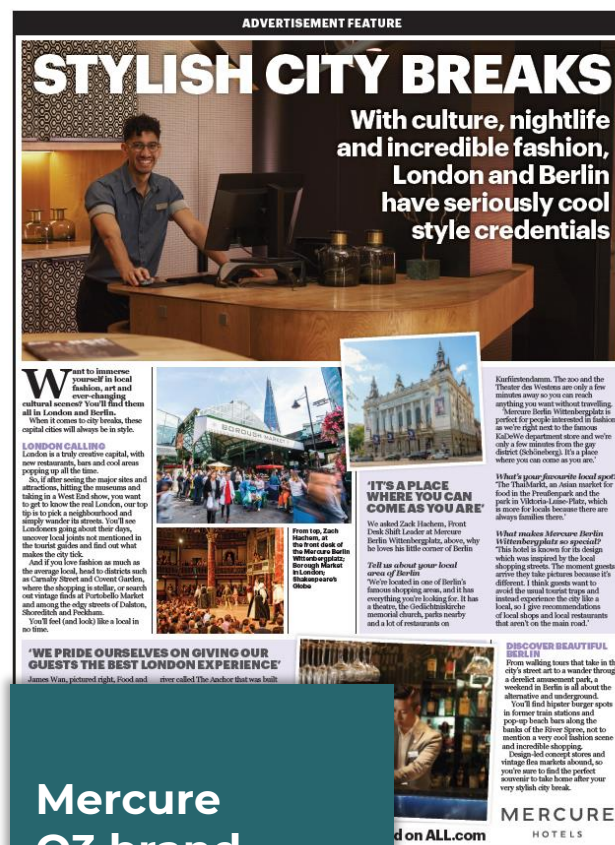 ADVERTISEMENT FEATURE
STYLISH CITY BREAKS
With culture, nightlife
and incredible fashion,
London and Berlin
have seriously cool
style credentials
Want to immerse
yourself in local
fashion, art and
ever-changing
cultural scenes? You'll find them
all in London and Berlin.
When it comes to city breaks, these
capital cities will always be in style.
LONDON CALLING
London is a truly creative capital, with
new restaurants, bars and cool areas
popping up all the time.
So, if after seeing the major sites and
attractions, hitting the museums and
taking in a West End show, you want
to get to know the real London, our top
tip is to pick a neighbourhood and
simply wander its streets. You'll see
Londoners going about their days,
uncover local joints not mentioned in
the tourist guides and find out what
makes the city tick.
And if you love fashion as much as
the average local, head to districts such
as Carnaby Street and Covent Garden,
where the shopping is stellar, or search
out vintage finds at Portobello Market
and among the edgy streets of Dalston,
Shoreditch and Peckham.
You'll feel (and look) like a local in
no time.
BOROUGH MARKET
From top, Zach
Hachem, at
the front desk of
the Mercure Berlin
Wittenbergplatz;
Borough Market
in London;
Shakespeare's
Globe
'IT'S A PLACE
WHERE YOU CAN
COME AS YOU ARE'
We asked Zack Hachem, Front
Desk Shift Leader at Mercure
Berlin Wittenbergplatz, above, why
he loves his little corner of Berlin
Tell us about your local
area of Berlin
'We're located in one of Berlin's
famous shopping areas, and it has
everything you're looking for. It has
a theatre, the Gedächtniskirche
memorial church, parks nearby
and a lot of restaurants on
Kurfürstendamm. The zoo and the
Theater des Westens are only a few
minutes away so you can reach
anything you want without travelling.
'Mercure Berlin Wittenbergplatz is
perfect for people interested in fashion
as we're right next to the famous
KaDeWe department store and we're
only a few minutes from the gay
district (Schöneberg). It's a place
where you can come as you are.'
What's your favourite local spot?
'The ThaiMarkt, an Asian market for
food in the Preußenpark and the
park in Viktoria-Luise-Platz, which
is more for locals because there are
always families there.'
What makes Mercure Berlin
Wittenbergplatz so special?
'This hotel is known for its design
which was inspired by the local
shopping streets. The moment guests
arrive they take pictures because it's
different. I think guests want to
avoid the usual tourist traps and
instead experience the city like a
local, so I give recommendations
of local shops and local restaurants
that aren't on the main road.'
'WE PRIDE OURSELVES ON GIVING OUR
GUESTS THE BEST LONDON EXPERIENCE'
James Wan, pictured right, Food and
river called The Anchor that was built
DISCOVER BEAUTIFUL
BERLIN
From walking tours that take in the
city's street art to a wander through
a derelict amusement park, a
weekend in Berlin is all about the
alternative and underground.
You'll find hipster burger spots
in former train stations and
pop-up beach bars along the
banks of the River Spree, not to
mention a very cool fashion scene
and incredible shopping.
Design-led concept stores and
vintage flea markets abound, so
you're sure to find the perfect
souvenir to take home after your
very stylish city break.
MERCURE
HOTELS
on ALL.com
Mercure
Q3 brand